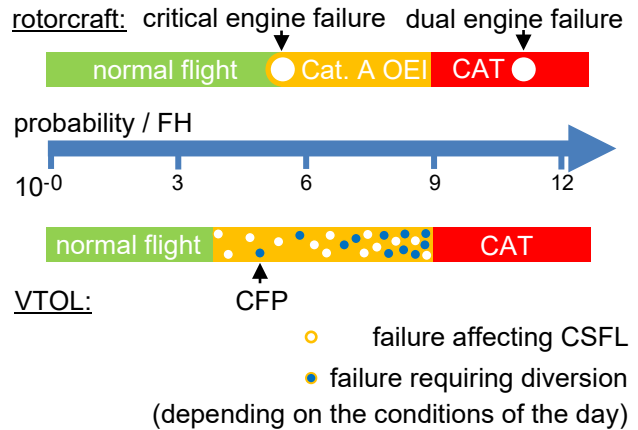 rotorcraft: critical engine failure dual engine failure
normal flight Cat. A OEI CAT
probability / FH
10-0 3 6 9 12
normal flight CAT
VTOL: CFP
failure affecting CSFL
failure requiring diversion
(depending on the conditions of the day)